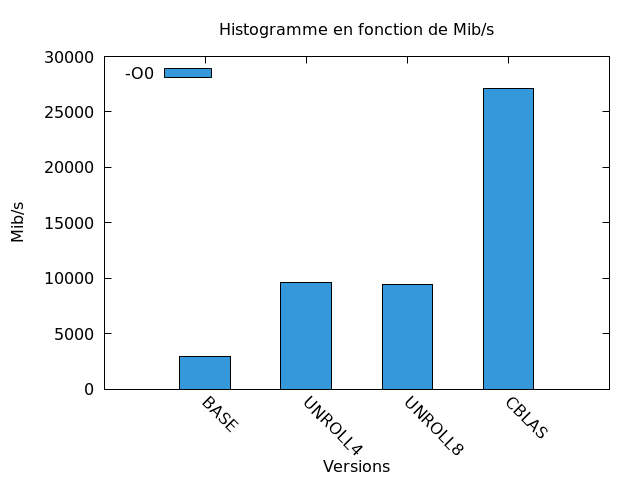 Histogramme en fonction de Mib/s
-O0
30000
25000
20000
15000
10000
5000
0
Mib/s
BASE
UNROLL4
UNROLL8
CBLAS
Versions